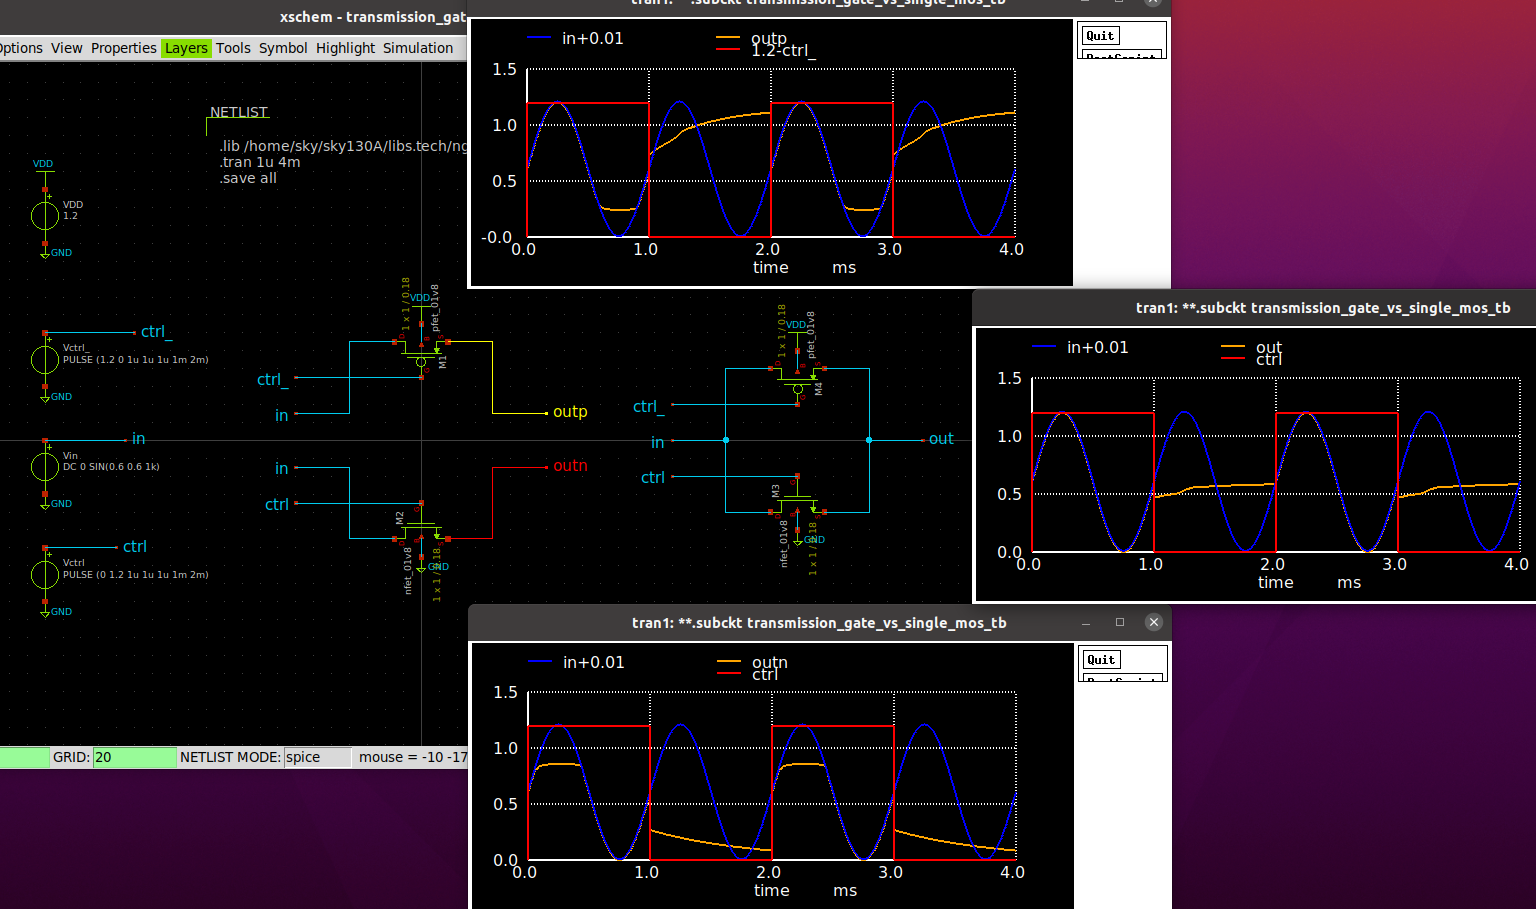 xschem - transmission_gat
Options View Properties Layers Tools Symbol Highlight Simulation
NETLIST
.lib /home/sky/sky130A/libs.tech/ng
.tran 1u 4m
.save all
VDD
VDD
1.2
GND
ctrl_
Vctrl_
PULSE (1.2 0 1u 1u 1u 1m 2m)
GND
in
Vin
DC 0 SIN(0.6 0.6 1k)
GND
ctrl
Vctrl
PULSE (0 1.2 1u 1u 1u 1m 2m)
GND
1 x 1 / 0.18
VDD
pfet_01v8
M1
ctrl_
in
outp
in
outn
ctrl
M2
nfet_01v8
GND
1 x 1 / 0.18
1 x 1 / 0.18
VDD
pfet_01v8
M4
ctrl_
in
out
ctrl
M3
nfet_01v8
GND
1 x 1 / 0.18
GRID: 20 NETLIST MODE: spice mouse = -10 -17
tran1: **.subckt transmission_gate_vs_single_mos_tb
in+0.01 outp
1.2-ctrl_
1.5
1.0
0.5
-0.0
0.0 1.0 2.0 3.0 4.0
time ms
Quit
PostScript
tran1: **.subckt transmission_gate_vs_single_mos_tb
in+0.01 out
ctrl
1.5
1.0
0.5
0.0
0.0 1.0 2.0 3.0 4.0
time ms
tran1: **.subckt transmission_gate_vs_single_mos_tb
in+0.01 outn
ctrl
1.5
1.0
0.5
0.0
0.0 1.0 2.0 3.0 4.0
time ms
Quit
PostScript